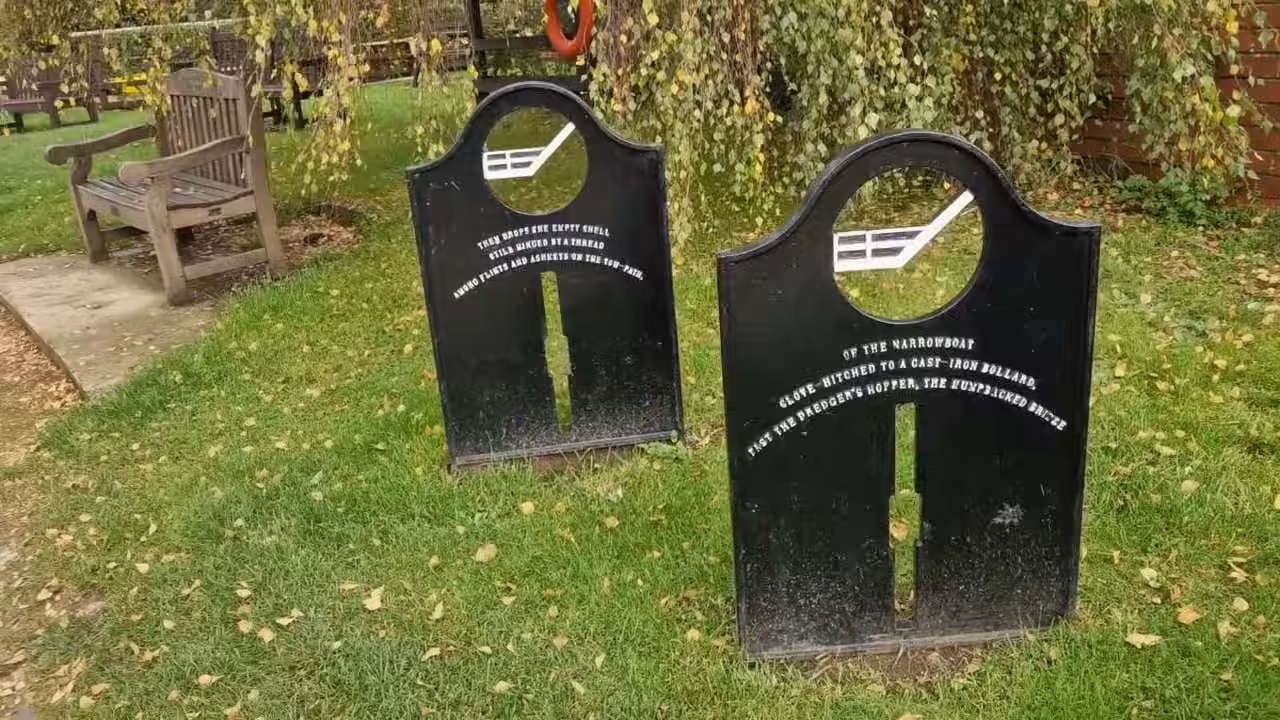 THEN DROPS THE EMPTY SHELL
STILL HINGED BY A THREAD
AMONG FLINTS AND ASHKEYS ON THE TOW-PATH,
OF THE NARROWBOAT
CLOVE-HITCHED TO A CAST-IRON BOLLARD,
PAST THE DREDGER'S HOPPER, THE HUMPBACKED BRIDGE